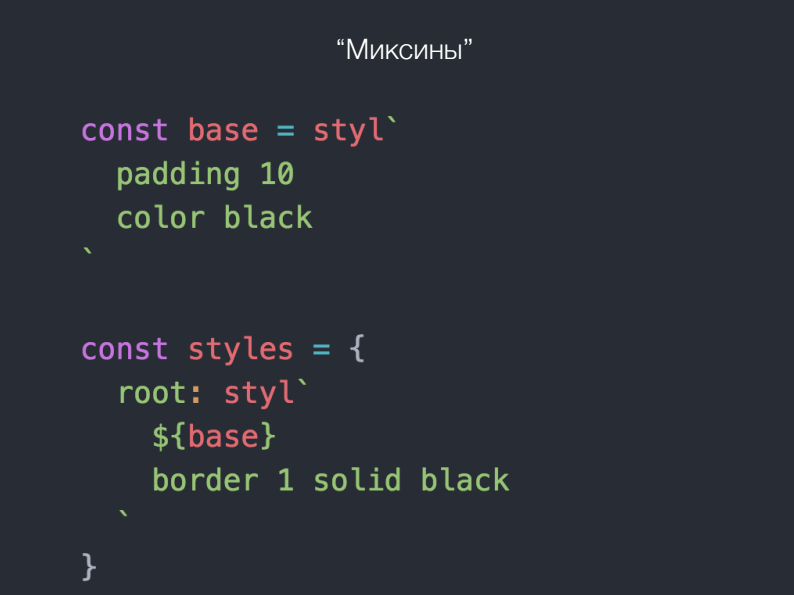 “Миксины”
const base = styl`
  padding 10
  color black
`
const styles = {
  root: styl`
    ${base}
    border 1 solid black
  `
}